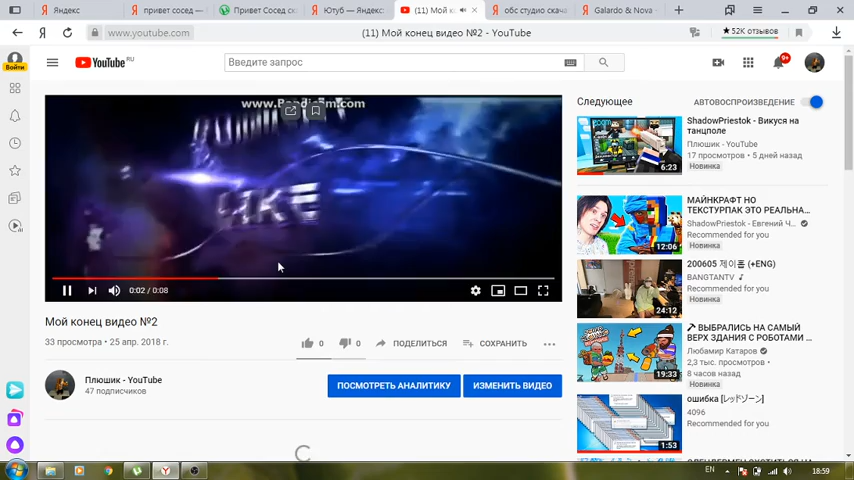 Яндекс
привет сосед —
Привет Сосед ск
Ютуб — Яндекс
(11) Мой ко
обс студио скача
Galardo & Nova -
www.youtube.com
(11) Мой конец видео №2 - YouTube
52К отзывов
Войти
YouTube RU
Введите запрос
9+
www.Bandicam.com
0:02 / 0:08
Мой конец видео №2
33 просмотра • 25 апр. 2018 г.
0
0
ПОДЕЛИТЬСЯ
СОХРАНИТЬ
Плюшик - YouTube
47 подписчиков
ПОСМОТРЕТЬ АНАЛИТИКУ
ИЗМЕНИТЬ ВИДЕО
Следующее
АВТОВОСПРОИЗВЕДЕНИЕ
ShadowPriestok - Викуся на
танцполе
Плюшик - YouTube
17 просмотров • 5 дней назад
Новинка
6:23
МАЙНКРАФТ НО
ТЕКСТУРПАК ЭТО РЕАЛЬНА...
ShadowPriestok - Евгений Ч...
Recommended for you
Новинка
12:06
200605 제이홉 (+ENG)
BANGTANTV
Recommended for you
Новинка
24:12
ВЫБРАЛИСЬ НА САМЫЙ
ВЕРХ ЗДАНИЯ С РОБОТАМИ ...
Любамир Катаров
2,3 тыс. просмотров •
8 часов назад
Новинка
19:33
ошибка [レッドゾーン]
4096
Recommended for you
1:53
EN
18:59